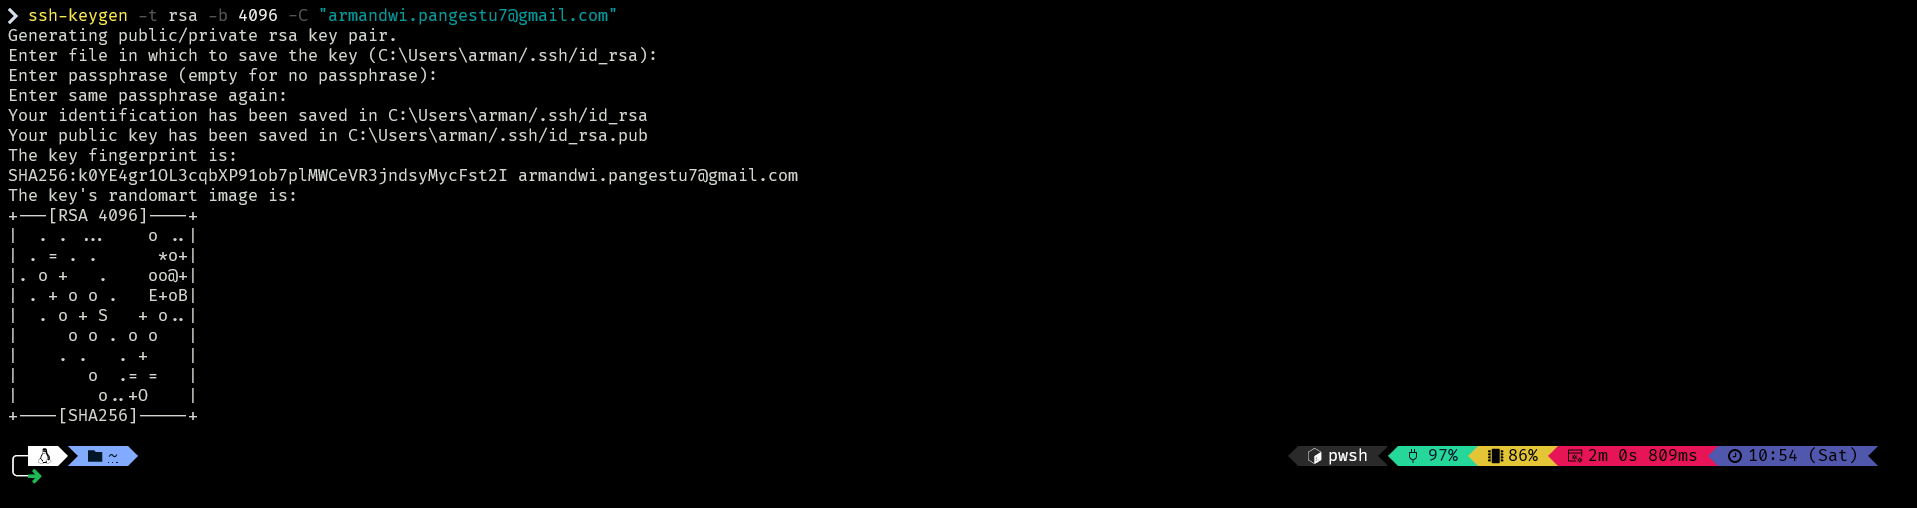 ❯ ssh-keygen -t rsa -b 4096 -C "armandwi.pangestu7@gmail.com"
Generating public/private rsa key pair.
Enter file in which to save the key (C:\Users\arman/.ssh/id_rsa):
Enter passphrase (empty for no passphrase):
Enter same passphrase again:
Your identification has been saved in C:\Users\arman/.ssh/id_rsa
Your public key has been saved in C:\Users\arman/.ssh/id_rsa.pub
The key fingerprint is:
SHA256:k0YE4gr1OL3cqbXP91ob7plMWCeVR3jndsyMycFst2I armandwi.pangestu7@gmail.com
The key's randomart image is:
+---[RSA 4096]----+
|  . . ...    o ..|
| . = . .      *o+|
|. o +   .    oo@+|
| . + o o .   E+oB|
|  . o + S   + o..|
|     o o . o o   |
|    . .   . +    |
|       o  .= =   |
|        o..+O    |
+----[SHA256]-----+
~ pwsh 97% 86% 2m 0s 809ms 10:54 (Sat)